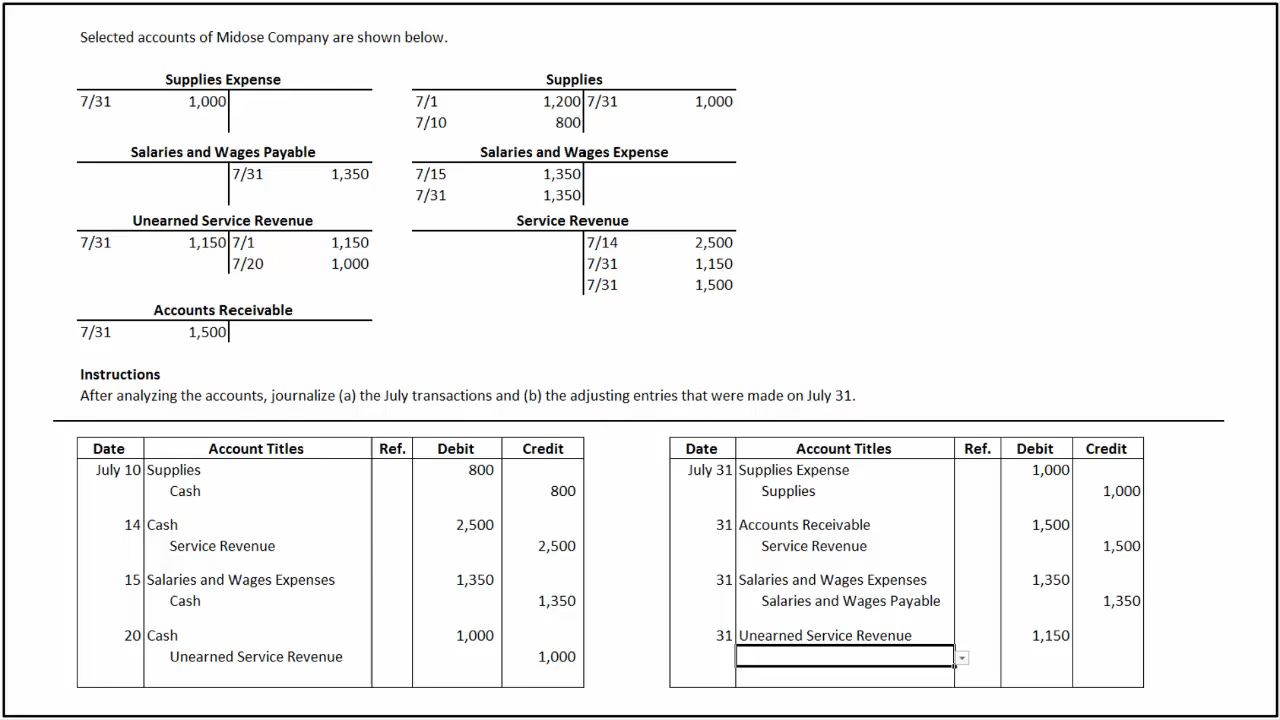 Selected accounts of Midose Company are shown below.
Supplies Expense
7/31 1,000
Supplies
7/1 1,200 7/31 1,000
7/10 800
Salaries and Wages Payable
7/31 1,350
Salaries and Wages Expense
7/15 1,350
7/31 1,350
Unearned Service Revenue
7/31 1,150 7/1 1,150
7/20 1,000
Service Revenue
7/14 2,500
7/31 1,150
7/31 1,500
Accounts Receivable
7/31 1,500
Instructions
After analyzing the accounts, journalize (a) the July transactions and (b) the adjusting entries that were made on July 31.
Date Account Titles Ref. Debit Credit
July 10 Supplies 800
Cash 800
14 Cash 2,500
Service Revenue 2,500
15 Salaries and Wages Expenses 1,350
Cash 1,350
20 Cash 1,000
Unearned Service Revenue 1,000
Date Account Titles Ref. Debit Credit
July 31 Supplies Expense 1,000
Supplies 1,000
31 Accounts Receivable 1,500
Service Revenue 1,500
31 Salaries and Wages Expenses 1,350
Salaries and Wages Payable 1,350
31 Unearned Service Revenue 1,150